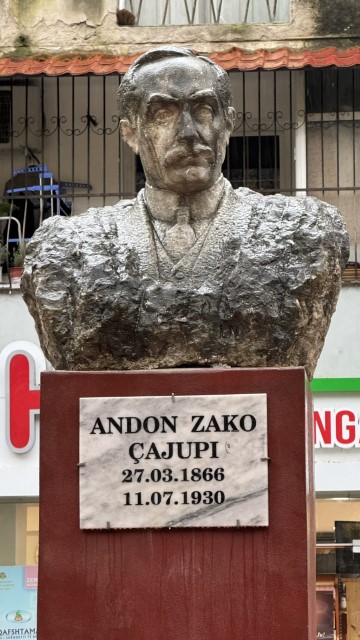 ANDON ZAKO
ÇAJUPI
27.03.1866
11.07.1930